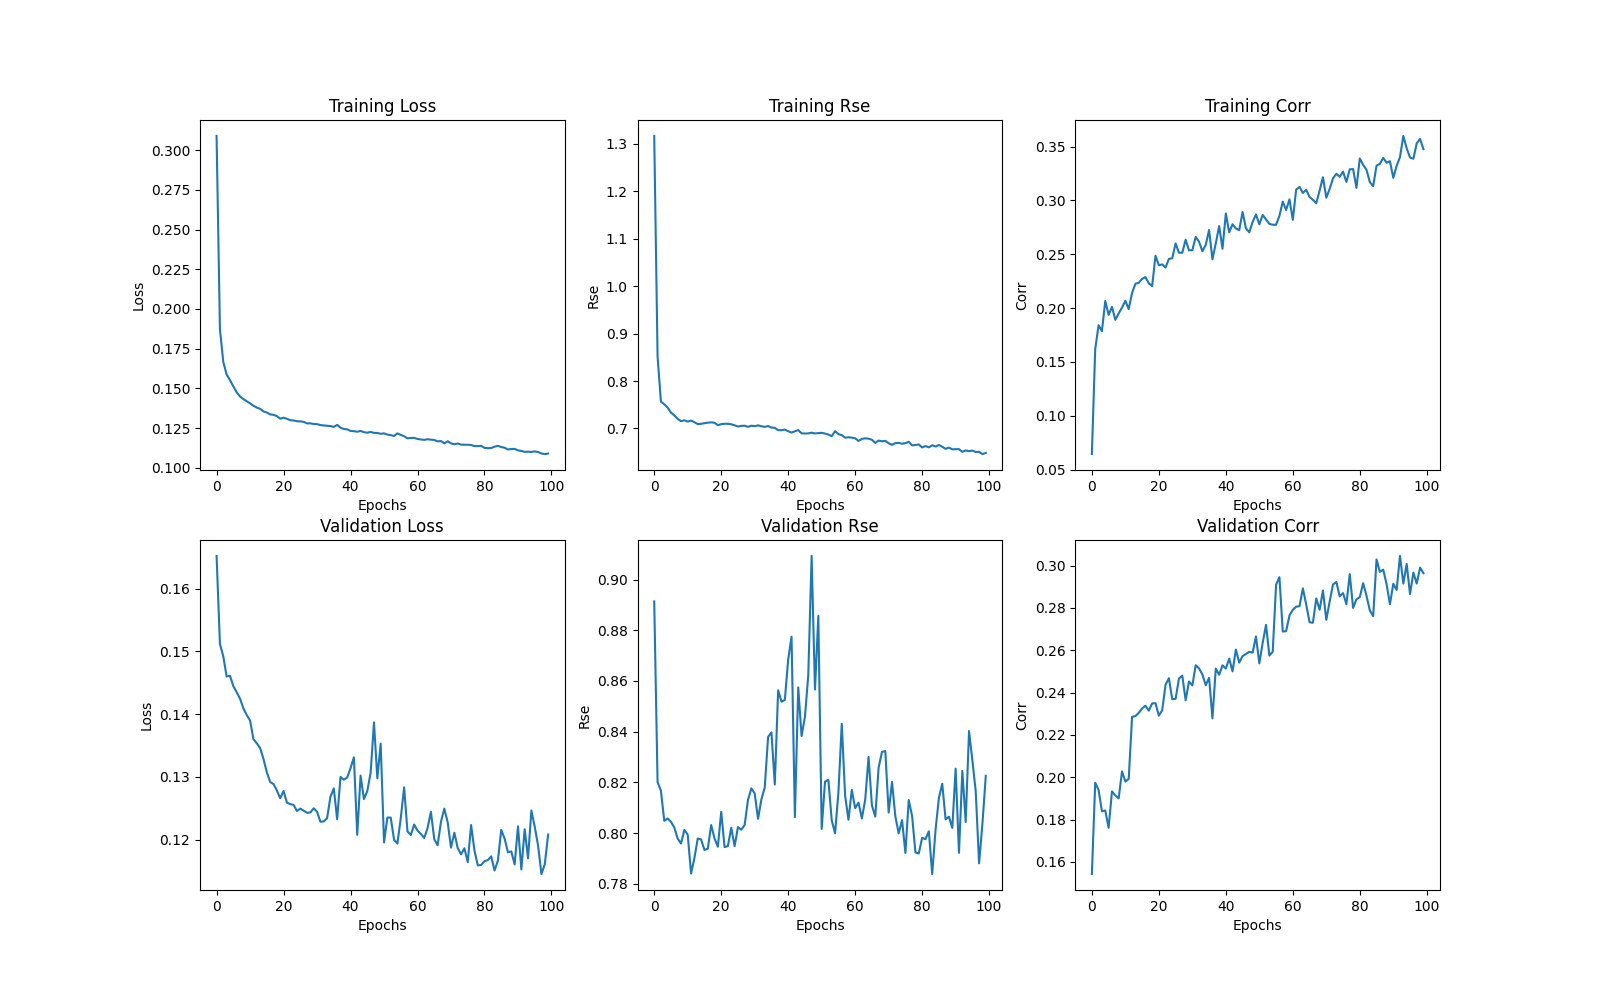 Training Loss
Training Rse
Training Corr
0.300
0.275
0.250
0.225
0.200
0.175
0.150
0.125
0.100
Loss
0 20 40 60 80 100
Epochs
1.3
1.2
1.1
1.0
0.9
0.8
0.7
Rse
0 20 40 60 80 100
Epochs
0.35
0.30
0.25
0.20
0.15
0.10
0.05
Corr
0 20 40 60 80 100
Epochs
Validation Loss
Validation Rse
Validation Corr
0.16
0.15
0.14
0.13
0.12
Loss
0 20 40 60 80 100
Epochs
0.90
0.88
0.86
0.84
0.82
0.80
0.78
Rse
0 20 40 60 80 100
Epochs
0.30
0.28
0.26
0.24
0.22
0.20
0.18
0.16
Corr
0 20 40 60 80 100
Epochs